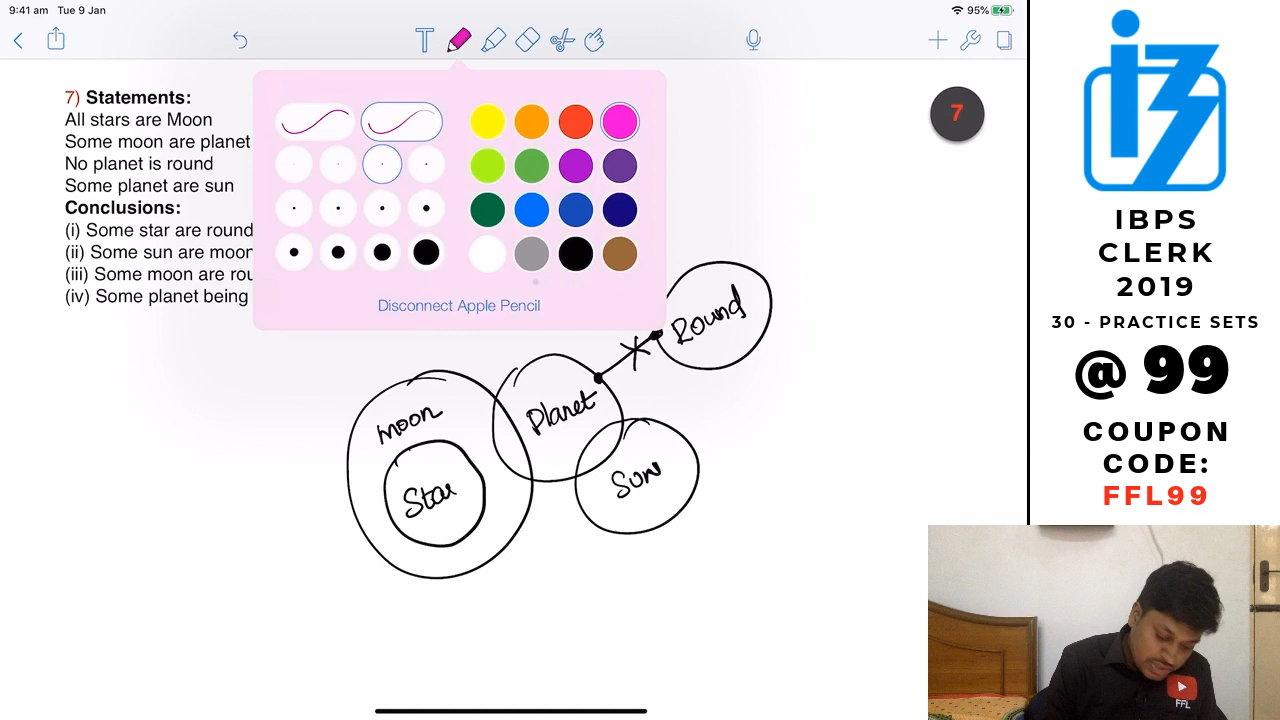 9:41 am Tue 9 Jan
95%
7) Statements:
All stars are Moon
Some moon are planet
No planet is round
Some planet are sun
Conclusions:
(i) Some star are round
(ii) Some sun are moon
(iii) Some moon are rou
(iv) Some planet being
T
Disconnect Apple Pencil
7
Round
Planet
Moon
Sun
Star
IBPS
CLERK
2019
30 - PRACTICE SETS
@ 99
COUPON
CODE:
FFL99
FFL